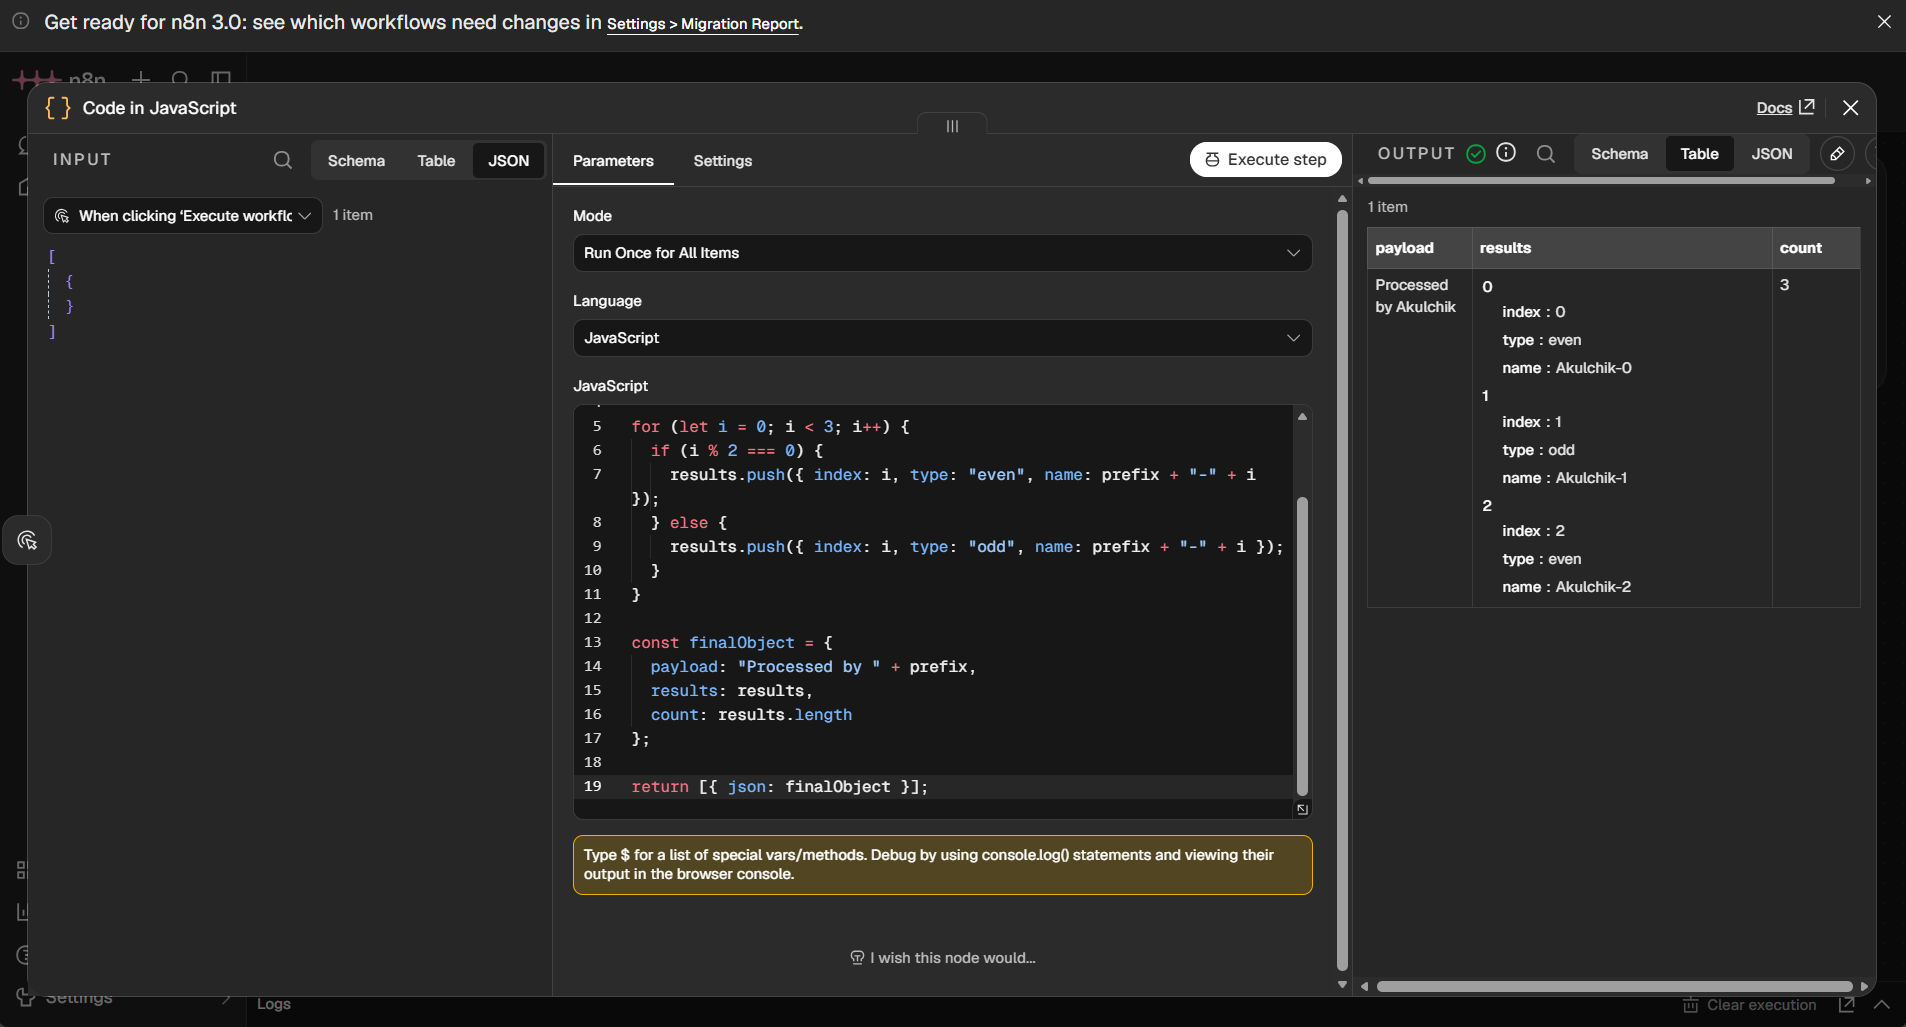 Get ready for n8n 3.0: see which workflows need changes in Settings > Migration Report.
n8n
Code in JavaScript
Docs
INPUT
Schema
Table
JSON
When clicking 'Execute workflc
1 item
[
{
}
]
Parameters
Settings
Execute step
Mode
Run Once for All Items
Language
JavaScript
JavaScript
5 for (let i = 0; i < 3; i++) {
6 if (i % 2 === 0) {
7 results.push({ index: i, type: "even", name: prefix + "-" + i
});
8 } else {
9 results.push({ index: i, type: "odd", name: prefix + "-" + i });
10 }
11 }
12
13 const finalObject = {
14 payload: "Processed by " + prefix,
15 results: results,
16 count: results.length
17 };
18
19 return [{ json: finalObject }];
Type $ for a list of special vars/methods. Debug by using console.log() statements and viewing their
output in the browser console.
I wish this node would...
OUTPUT
Schema
Table
JSON
1 item
payload results count
Processed
by Akulchik
0
index : 0
type : even
name : Akulchik-0
1
index : 1
type : odd
name : Akulchik-1
2
index : 2
type : even
name : Akulchik-2
3
Settings
Logs
Clear execution